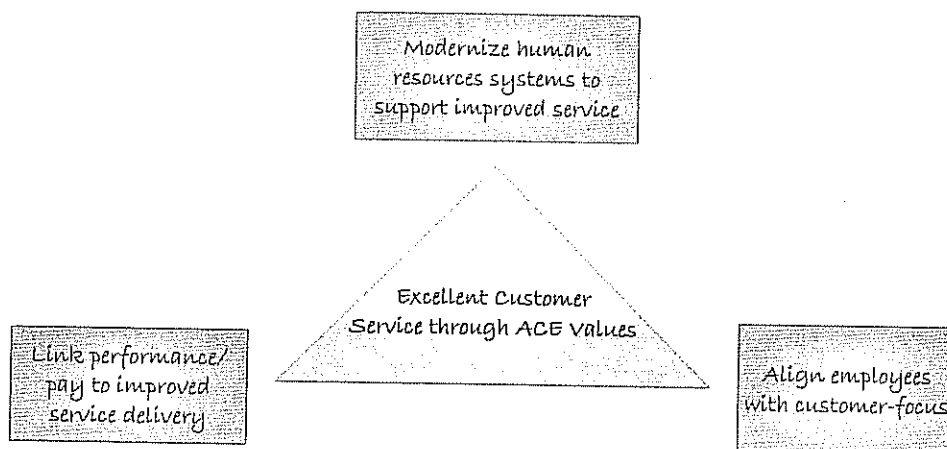 Modernize human
resources systems to
support improved service
Excellent Customer
Service through ACE Values
Link performance/
pay to improved
service delivery
Align employees
with customer-focus